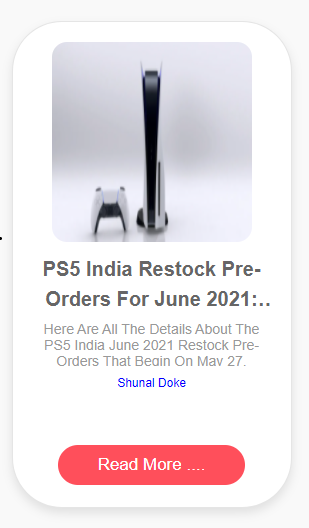 PS5 India Restock Pre-
Orders For June 2021:..
Here Are All The Details About The
PS5 India June 2021 Restock Pre-
Orders That Begin On May 27.
Shunal Doke
Read More ....